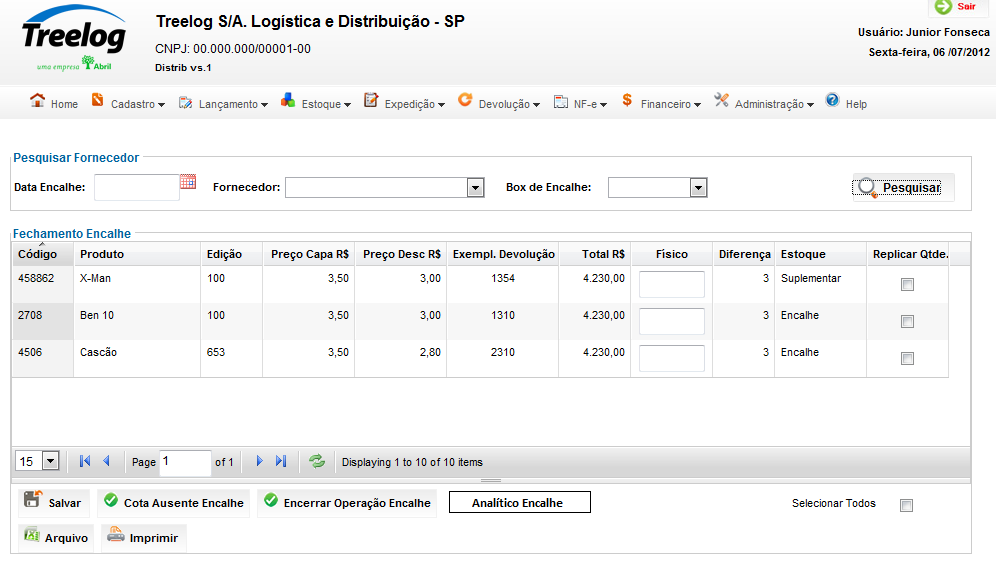 Treelog
uma empresa Abril
Treelog S/A. Logística e Distribuição - SP
CNPJ: 00.000.000/00001-00
Distrib vs.1
Sair
Usuário: Junior Fonseca
Sexta-feira, 06 /07/2012
Home Cadastro Lançamento Estoque Expedição Devolução NF-e Financeiro Administração Help
Pesquisar Fornecedor
Data Encalhe: Fornecedor: Box de Encalhe: Pesquisar
Fechamento Encalhe
Código Produto Edição Preço Capa R$ Preço Desc R$ Exempl. Devolução Total R$ Físico Diferença Estoque Replicar Qtde.
458862 X-Man 100 3,50 3,00 1354 4.230,00 3 Suplementar
2708 Ben 10 100 3,50 3,00 1310 4.230,00 3 Encalhe
4506 Cascão 653 3,50 2,80 2310 4.230,00 3 Encalhe
15 Page 1 of 1 Displaying 1 to 10 of 10 items
Salvar Cota Ausente Encalhe Encerrar Operação Encalhe Analítico Encalhe Selecionar Todos
Arquivo Imprimir